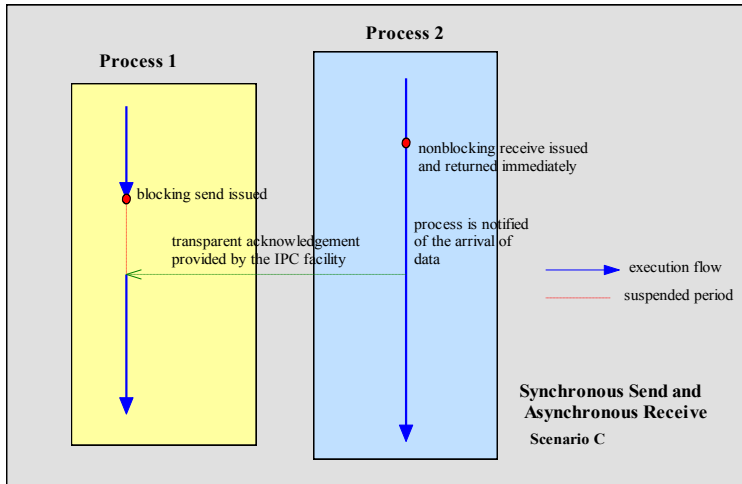 Process 2
Process 1
nonblocking receive issued
and returned immediately
blocking send issued
process is notified
of the arrival of
data
transparent acknowledgement
provided by the IPC facility
execution flow
suspended period
Synchronous Send and
Asynchronous Receive
Scenario C